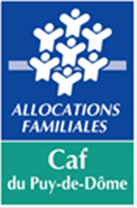 ALLOCATIONS
FAMILIALES
Caf
du Puy-de-Dôme